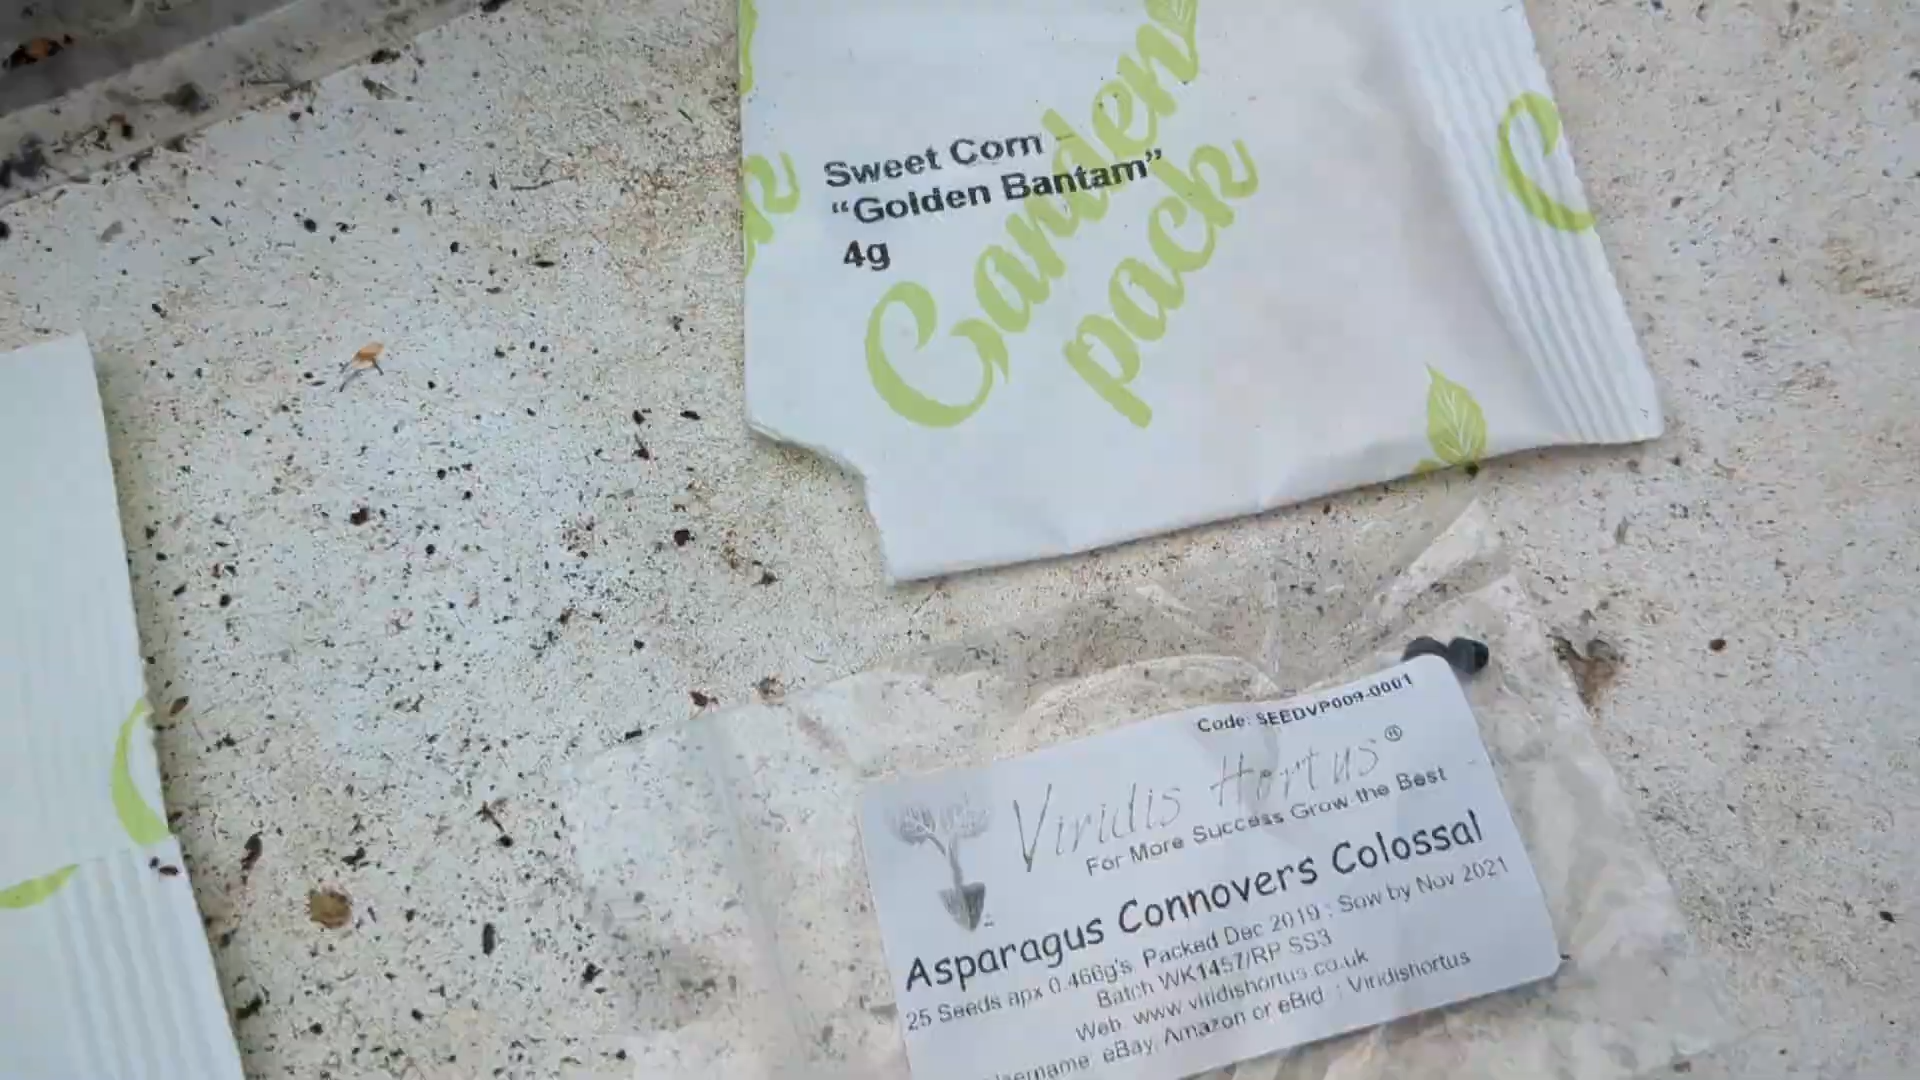 Sweet Corn –
“Golden Bantam”
4g
Garden
pack
Code: SEEDVP009-0001
Viridis Hortus®
For More Success Grow the Best
Asparagus Connovers Colossal
25 Seeds apx 0.466g's Packed Dec 2019 : Sow by Nov 2021
Batch WK1457/RP SS3
Web www.viridishortus.co.uk
eBay, Amazon or eBid : Viridishortus